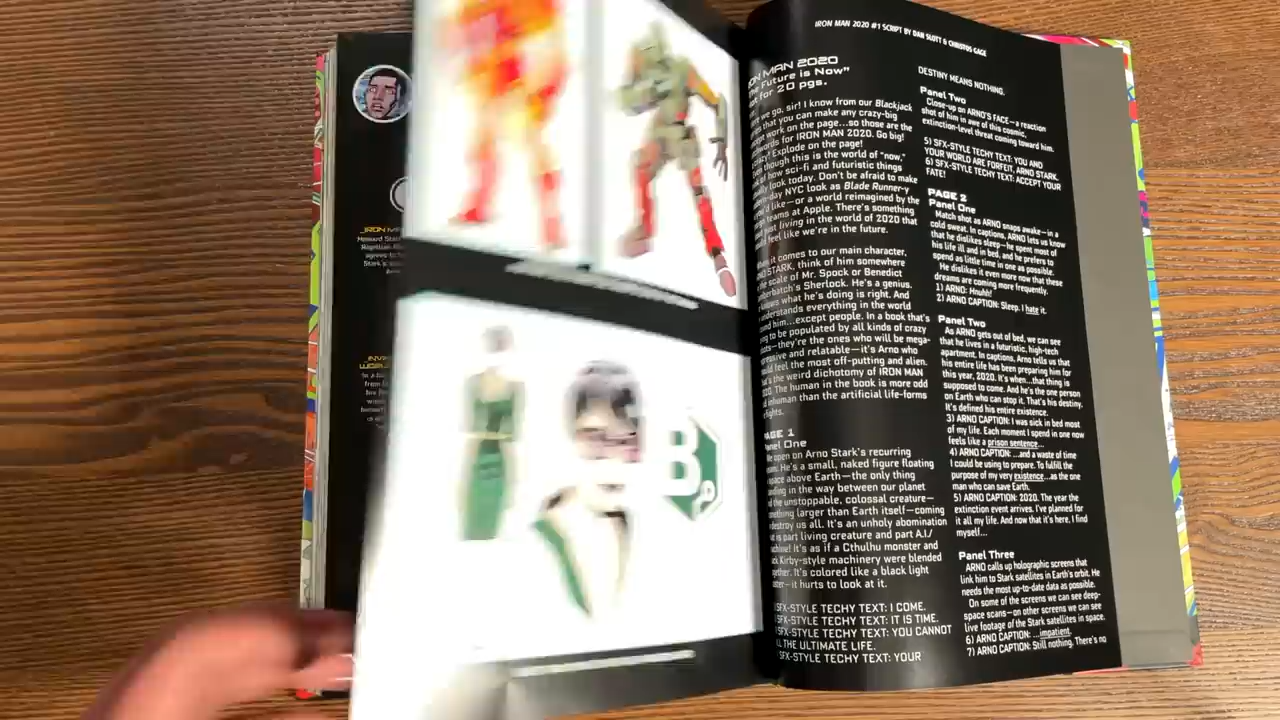 IRON MAN 2020 #1 SCRIPT BY DAN SLOTT & CHRISTOS GAGE
MAN 2020
Future is Now"
for 20 pgs.
we go, sir! I know from our Blackjack
that you can make any crazy-big
work on the page...so those are the
for IRON MAN 2020. Go big!
Explode on the page!
though this is the world of "now,"
of how sci-fi and futuristic things
look today. Don't be afraid to make
NYC look as Blade Runner-y
like—or a world reimagined by the
teams at Apple. There's something
living in the world of 2020 that
feel like we're in the future.
it comes to our main character,
STARK, think of him somewhere
scale of Mr. Spock or Benedict
Sherlock. He's a genius.
what he's doing is right. And
understands everything in the world
him...except people. In a book that's
to be populated by all kinds of crazy
they're the ones who will be mega-
and relatable—it's Arno who
feel the most off-putting and alien.
the weird dichotomy of IRON MAN
The human in the book is more odd
inhuman than the artificial life-forms
PAGE 1
Panel One
open on Arno Stark's recurring
He's a small, naked figure floating
space above Earth—the only thing
in the way between our planet
the unstoppable, colossal creature—
larger than Earth itself—coming
destroy us all. It's an unholy abomination
is part living creature and part A.I./
It's as if a Cthulhu monster and
Kirby-style machinery were blended
It's colored like a black light
it hurts to look at it.
SFX-STYLE TECHY TEXT: I COME.
SFX-STYLE TECHY TEXT: IT IS TIME.
SFX-STYLE TECHY TEXT: YOU CANNOT
THE ULTIMATE LIFE.
SFX-STYLE TECHY TEXT: YOUR
DESTINY MEANS NOTHING.
Panel Two
Close-up on ARNO'S FACE—a reaction
shot of him in awe of this cosmic,
extinction-level threat coming toward him.
5) SFX-STYLE TECHY TEXT: YOU AND
YOUR WORLD ARE FORFEIT, ARNO STARK.
6) SFX-STYLE TECHY TEXT: ACCEPT YOUR
FATE!
PAGE 2
Panel One
Match shot as ARNO snaps awake—in a
cold sweat. In captions, ARNO lets us know
that he dislikes sleep—he spent most of
his life ill and in bed, and he prefers to
spend as little time in one as possible.
He dislikes it even more now that these
dreams are coming more frequently.
1) ARNO: Hnuhh!
2) ARNO CAPTION: Sleep. I hate it.
Panel Two
As ARNO gets out of bed, we can see
that he lives in a futuristic, high-tech
apartment. In captions, Arno tells us that
his entire life has been preparing him for
this year, 2020. It's when...that thing is
supposed to come. And he's the one person
on Earth who can stop it. That's his destiny.
It's defined his entire existence.
3) ARNO CAPTION: I was sick in bed most
of my life. Each moment I spend in one now
feels like a prison sentence...
4) ARNO CAPTION: ...and a waste of time
I could be using to prepare. To fulfill the
purpose of my very existence...as the one
man who can save Earth.
5) ARNO CAPTION: 2020. The year the
extinction event arrives. I've planned for
it all my life. And now that it's here, I find
myself...
Panel Three
ARNO calls up holographic screens that
link him to Stark satellites in Earth's orbit. He
needs the most up-to-date data as possible.
On some of the screens we can see deep-
space scans—on other screens we can see
live footage of the Stark satellites in space.
6) ARNO CAPTION: ...impatient.
7) ARNO CAPTION: Still nothing. There's no